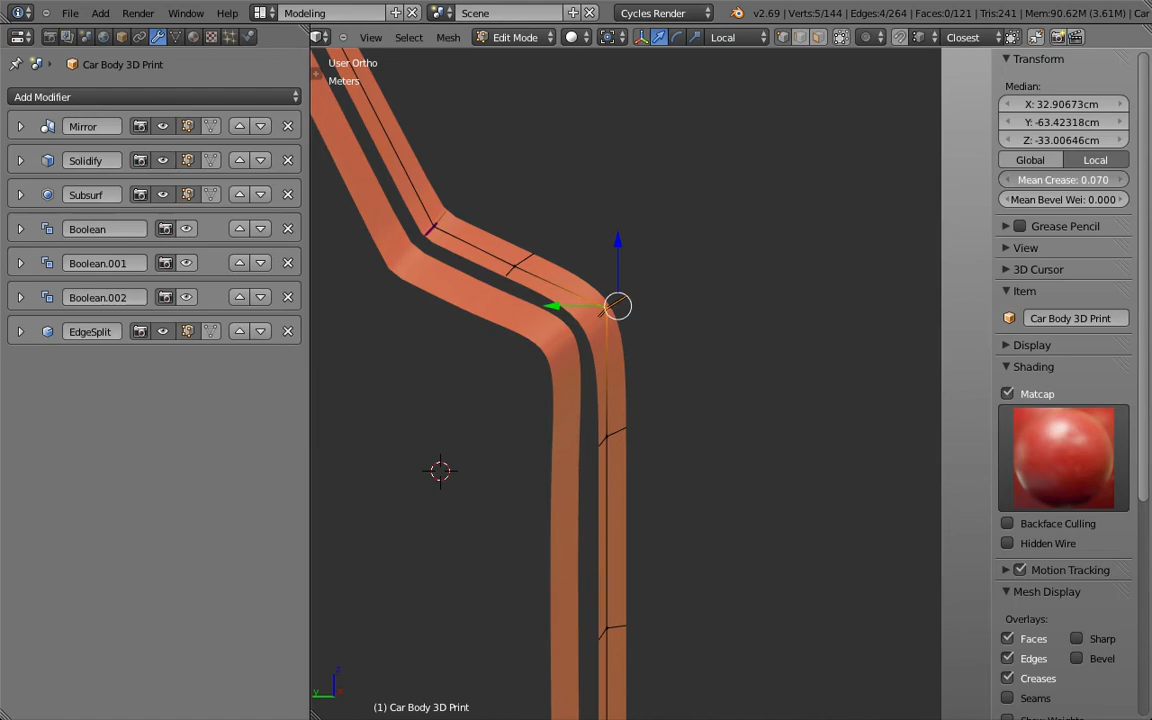 File Add Render Window Help Modeling Scene Cycles Render v2.69 | Verts:5/144 | Edges:4/264 | Faces:0/121 | Tris:241 | Mem:90.62M (3.61M) | Car
View Select Mesh Edit Mode Local Closest
Car Body 3D Print
Add Modifier
Mirror
Solidify
Subsurf
Boolean
Boolean.001
Boolean.002
EdgeSplit
User Ortho
Meters
z
y
x
(1) Car Body 3D Print
Transform
Median:
X: 32.90673cm
Y: -63.42318cm
Z: -33.00646cm
Global Local
Mean Crease: 0.070
Mean Bevel Wei: 0.000
Grease Pencil
View
3D Cursor
Item
Car Body 3D Print
Display
Shading
Matcap
Backface Culling
Hidden Wire
Motion Tracking
Mesh Display
Overlays:
Faces Sharp
Edges Bevel
Creases
Seams
Show Weights